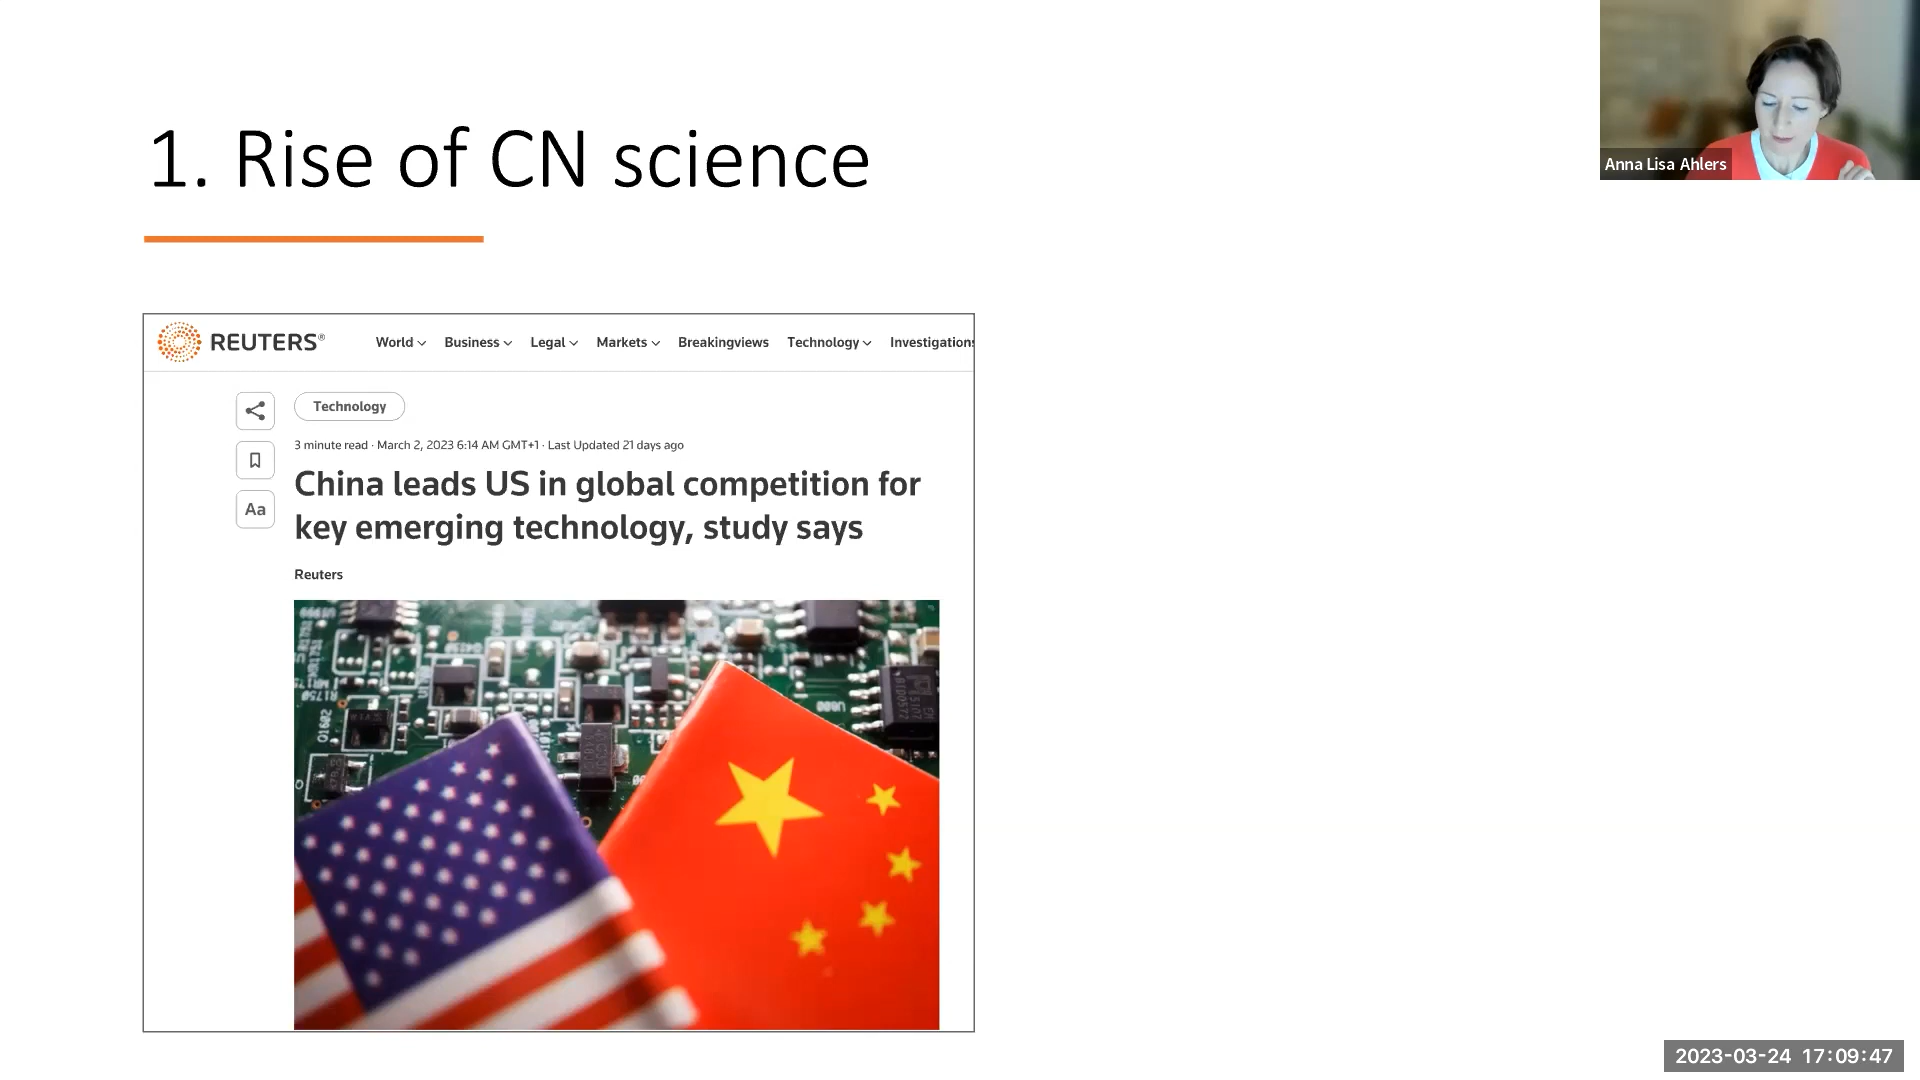 1. Rise of CN science
Anna Lisa Ahlers
REUTERS®
World Business Legal Markets Breakingviews Technology Investigations
Technology
3 minute read · March 2, 2023 6:14 AM GMT+1 · Last Updated 21 days ago
Aa
China leads US in global competition for
key emerging technology, study says
Reuters
2023-03-24 17:09:47